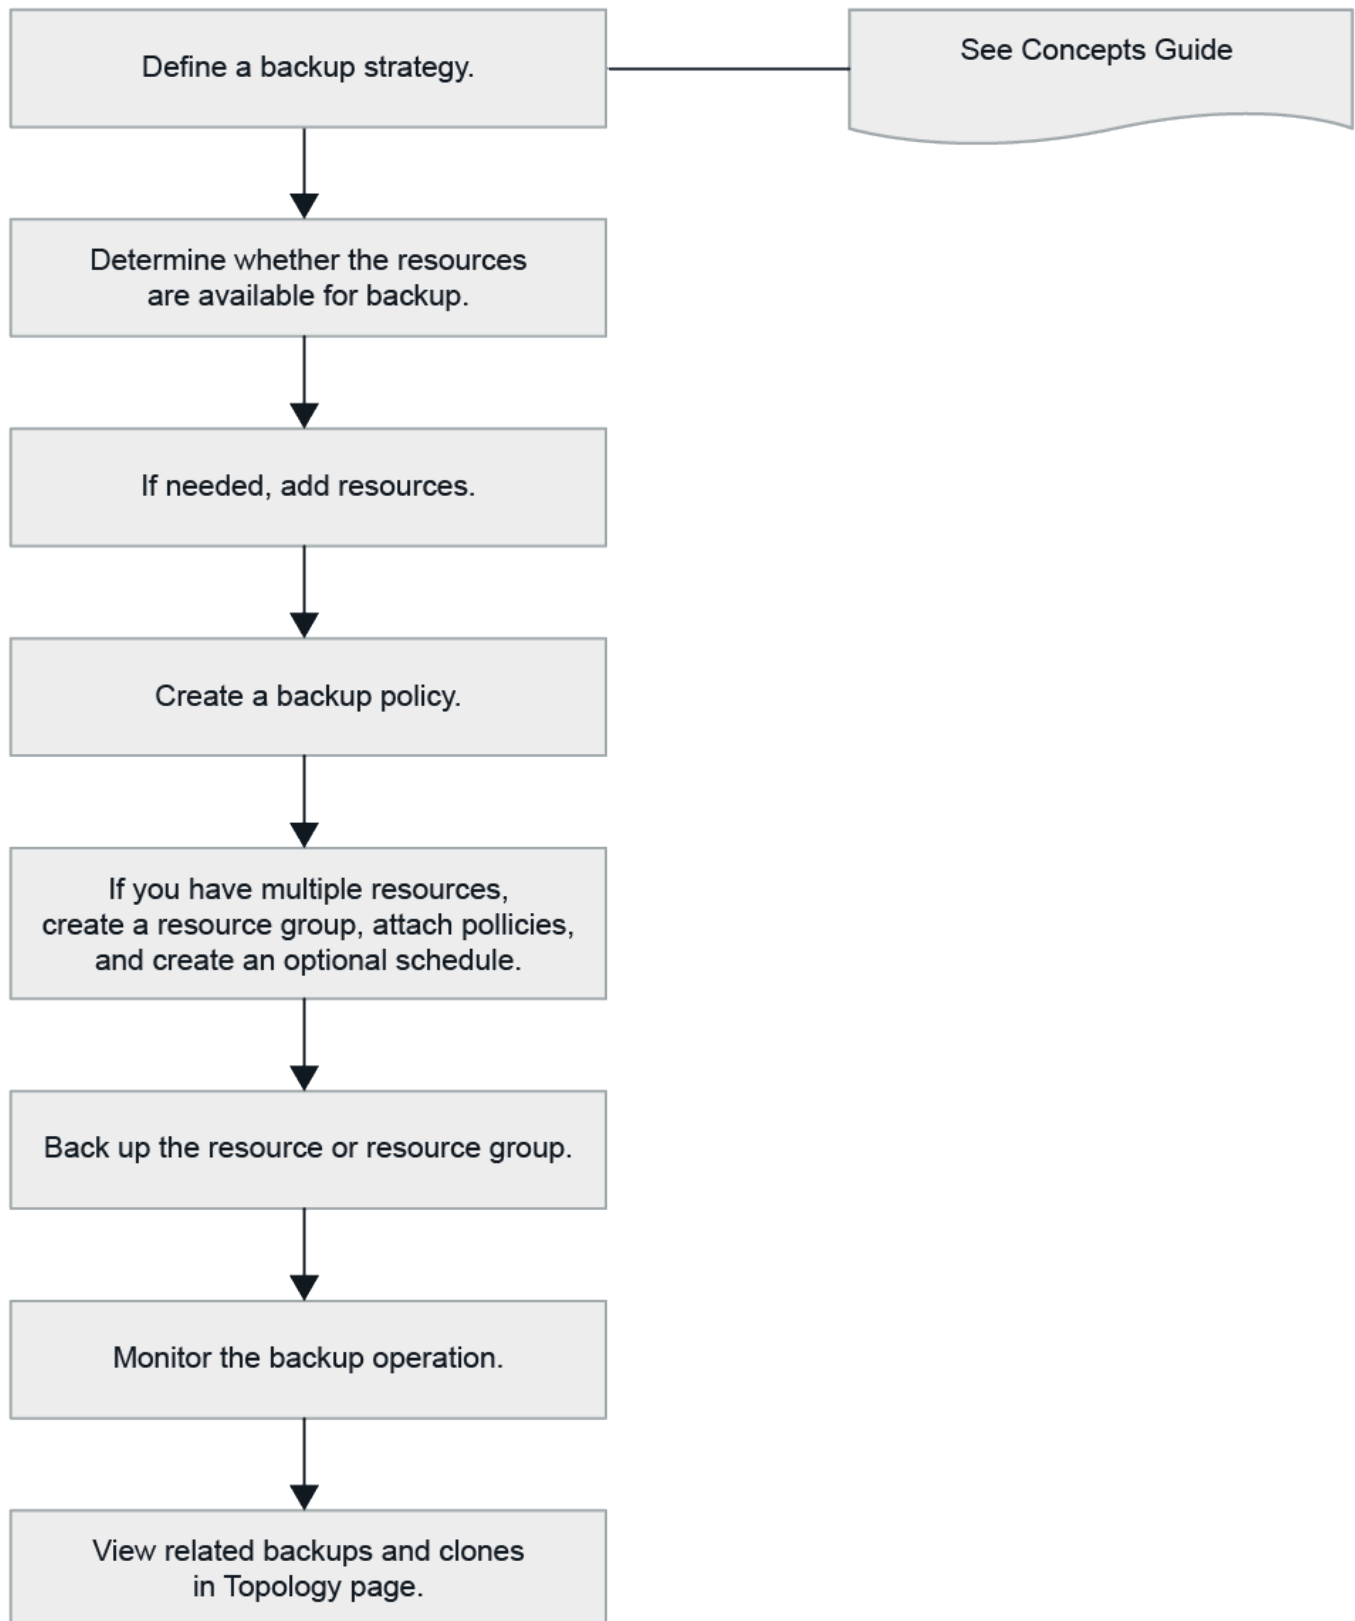 Define a backup strategy.
See Concepts Guide
Determine whether the resources
are available for backup.
If needed, add resources.
Create a backup policy.
If you have multiple resources,
create a resource group, attach pollicies,
and create an optional schedule.
Back up the resource or resource group.
Monitor the backup operation.
View related backups and clones
in Topology page.